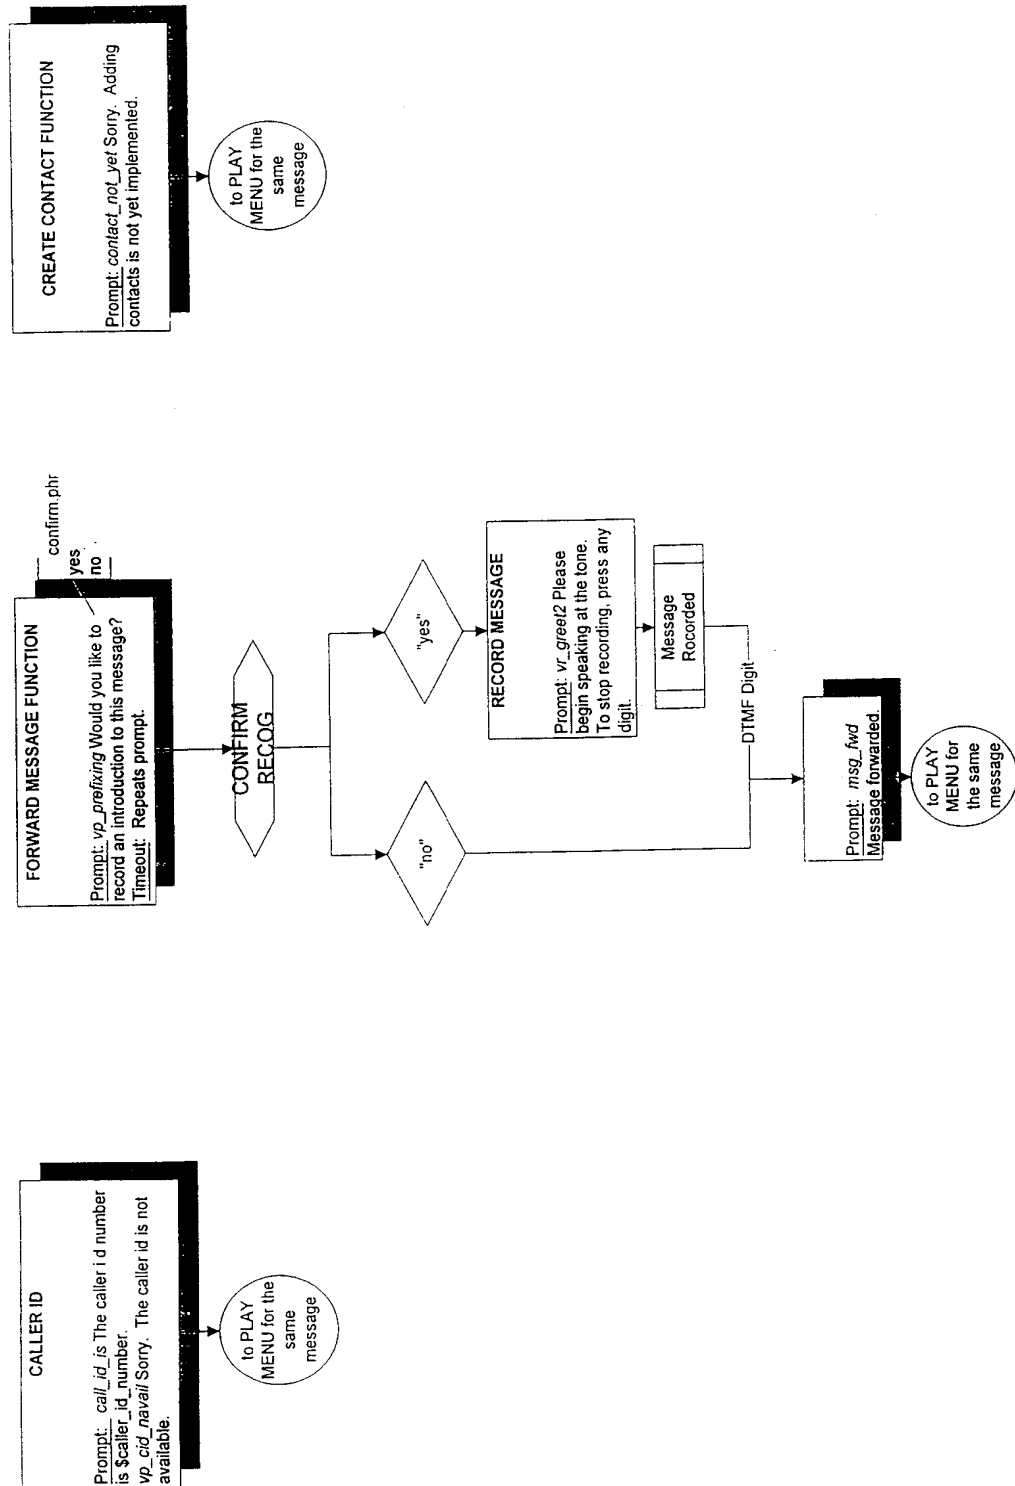 CALLER ID
Prompt: call_id_is The caller i d number
is $caller_id_number.
vp_cid_navail Sorry. The caller id is not
available.
to PLAY
MENU for the
same
message
FORWARD MESSAGE FUNCTION
Prompt: vp_prefixing Would you like to
record an introduction to this message?
Timeout: Repeats prompt.
confirm.phr
yes
no
CONFIRM
RECOG
"no"
"yes"
RECORD MESSAGE
Prompt: vr_greet2 Please
begin speaking at the tone.
To stop recording, press any
digit.
Message
Rocorded
DTMF Digit
Prompt: msg_fwd
Message forwarded.
to PLAY
MENU for
the same
message
CREATE CONTACT FUNCTION
Prompt: contact_not_yet Sorry. Adding
contacts is not yet implemented.
to PLAY
MENU for the
same
message